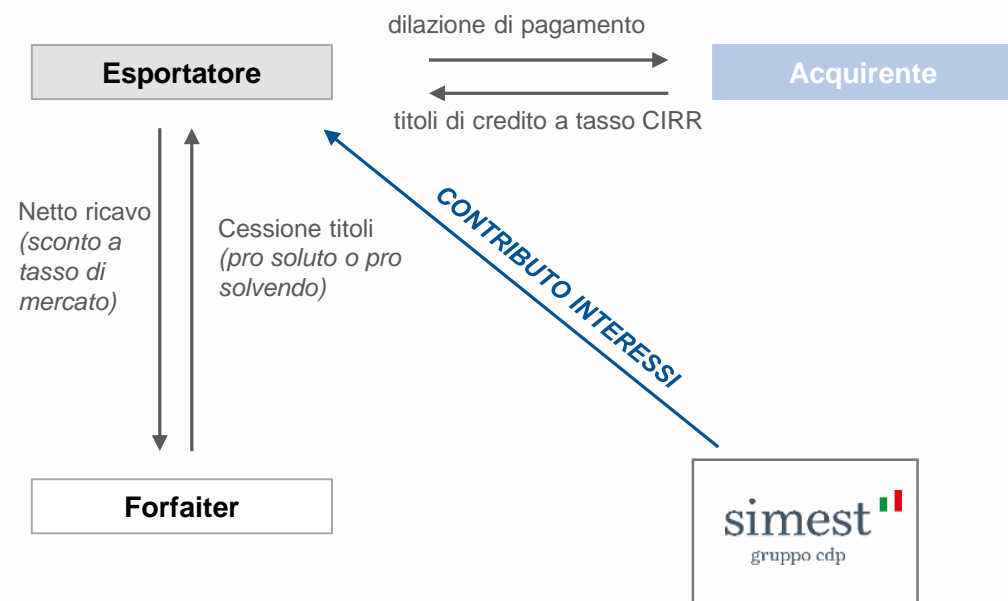 dilazione di pagamento
Esportatore
Acquirente
titoli di credito a tasso CIRR
Netto ricavo
(sconto a
tasso di
mercato)
Cessione titoli
(pro soluto o pro
solvendo)
CONTRIBUTO INTERESSI
Forfaiter
simest
gruppo cdp